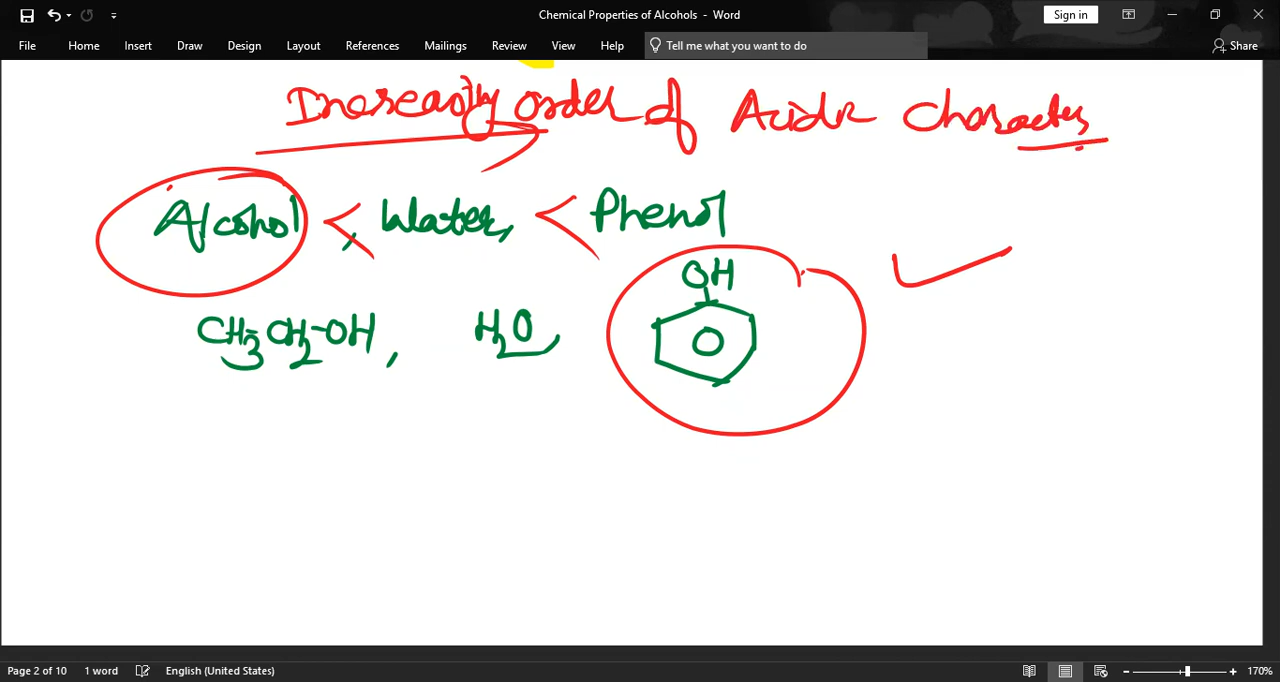 Chemical Properties of Alcohols - Word
Sign in
File Home Insert Draw Design Layout References Mailings Review View Help Tell me what you want to do Share
Increasing order of Acidic character
Alcohol < , Water, < Phenol
OH
CH3CH2-OH, H2O,
Page 2 of 10 1 word English (United States) 170%